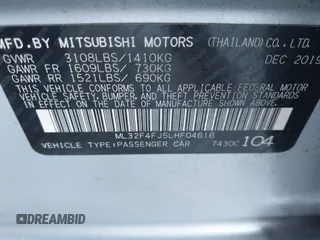 MFD.BY MITSUBISHI MOTORS (THAILAND) CO., LTD.
GVWR 3108LBS/1410KG DEC 2019
GAWR FR 1609LBS/ 730KG
GAWR RR 1521LBS/ 690KG
THIS VEHICLE CONFORMS TO ALL APPLICABLE
FEDERAL MOTOR VEHICLE SAFETY, BUMPER, AND
THEFT PREVENTION STANDARDS IN EFFECT ON
THE DATE OF MANUFACTURE SHOWN ABOVE.
ML32F4FJ5LHF04618
VEHICLE TYPE:PASSENGER CAR 7430C 104
DREAMBID